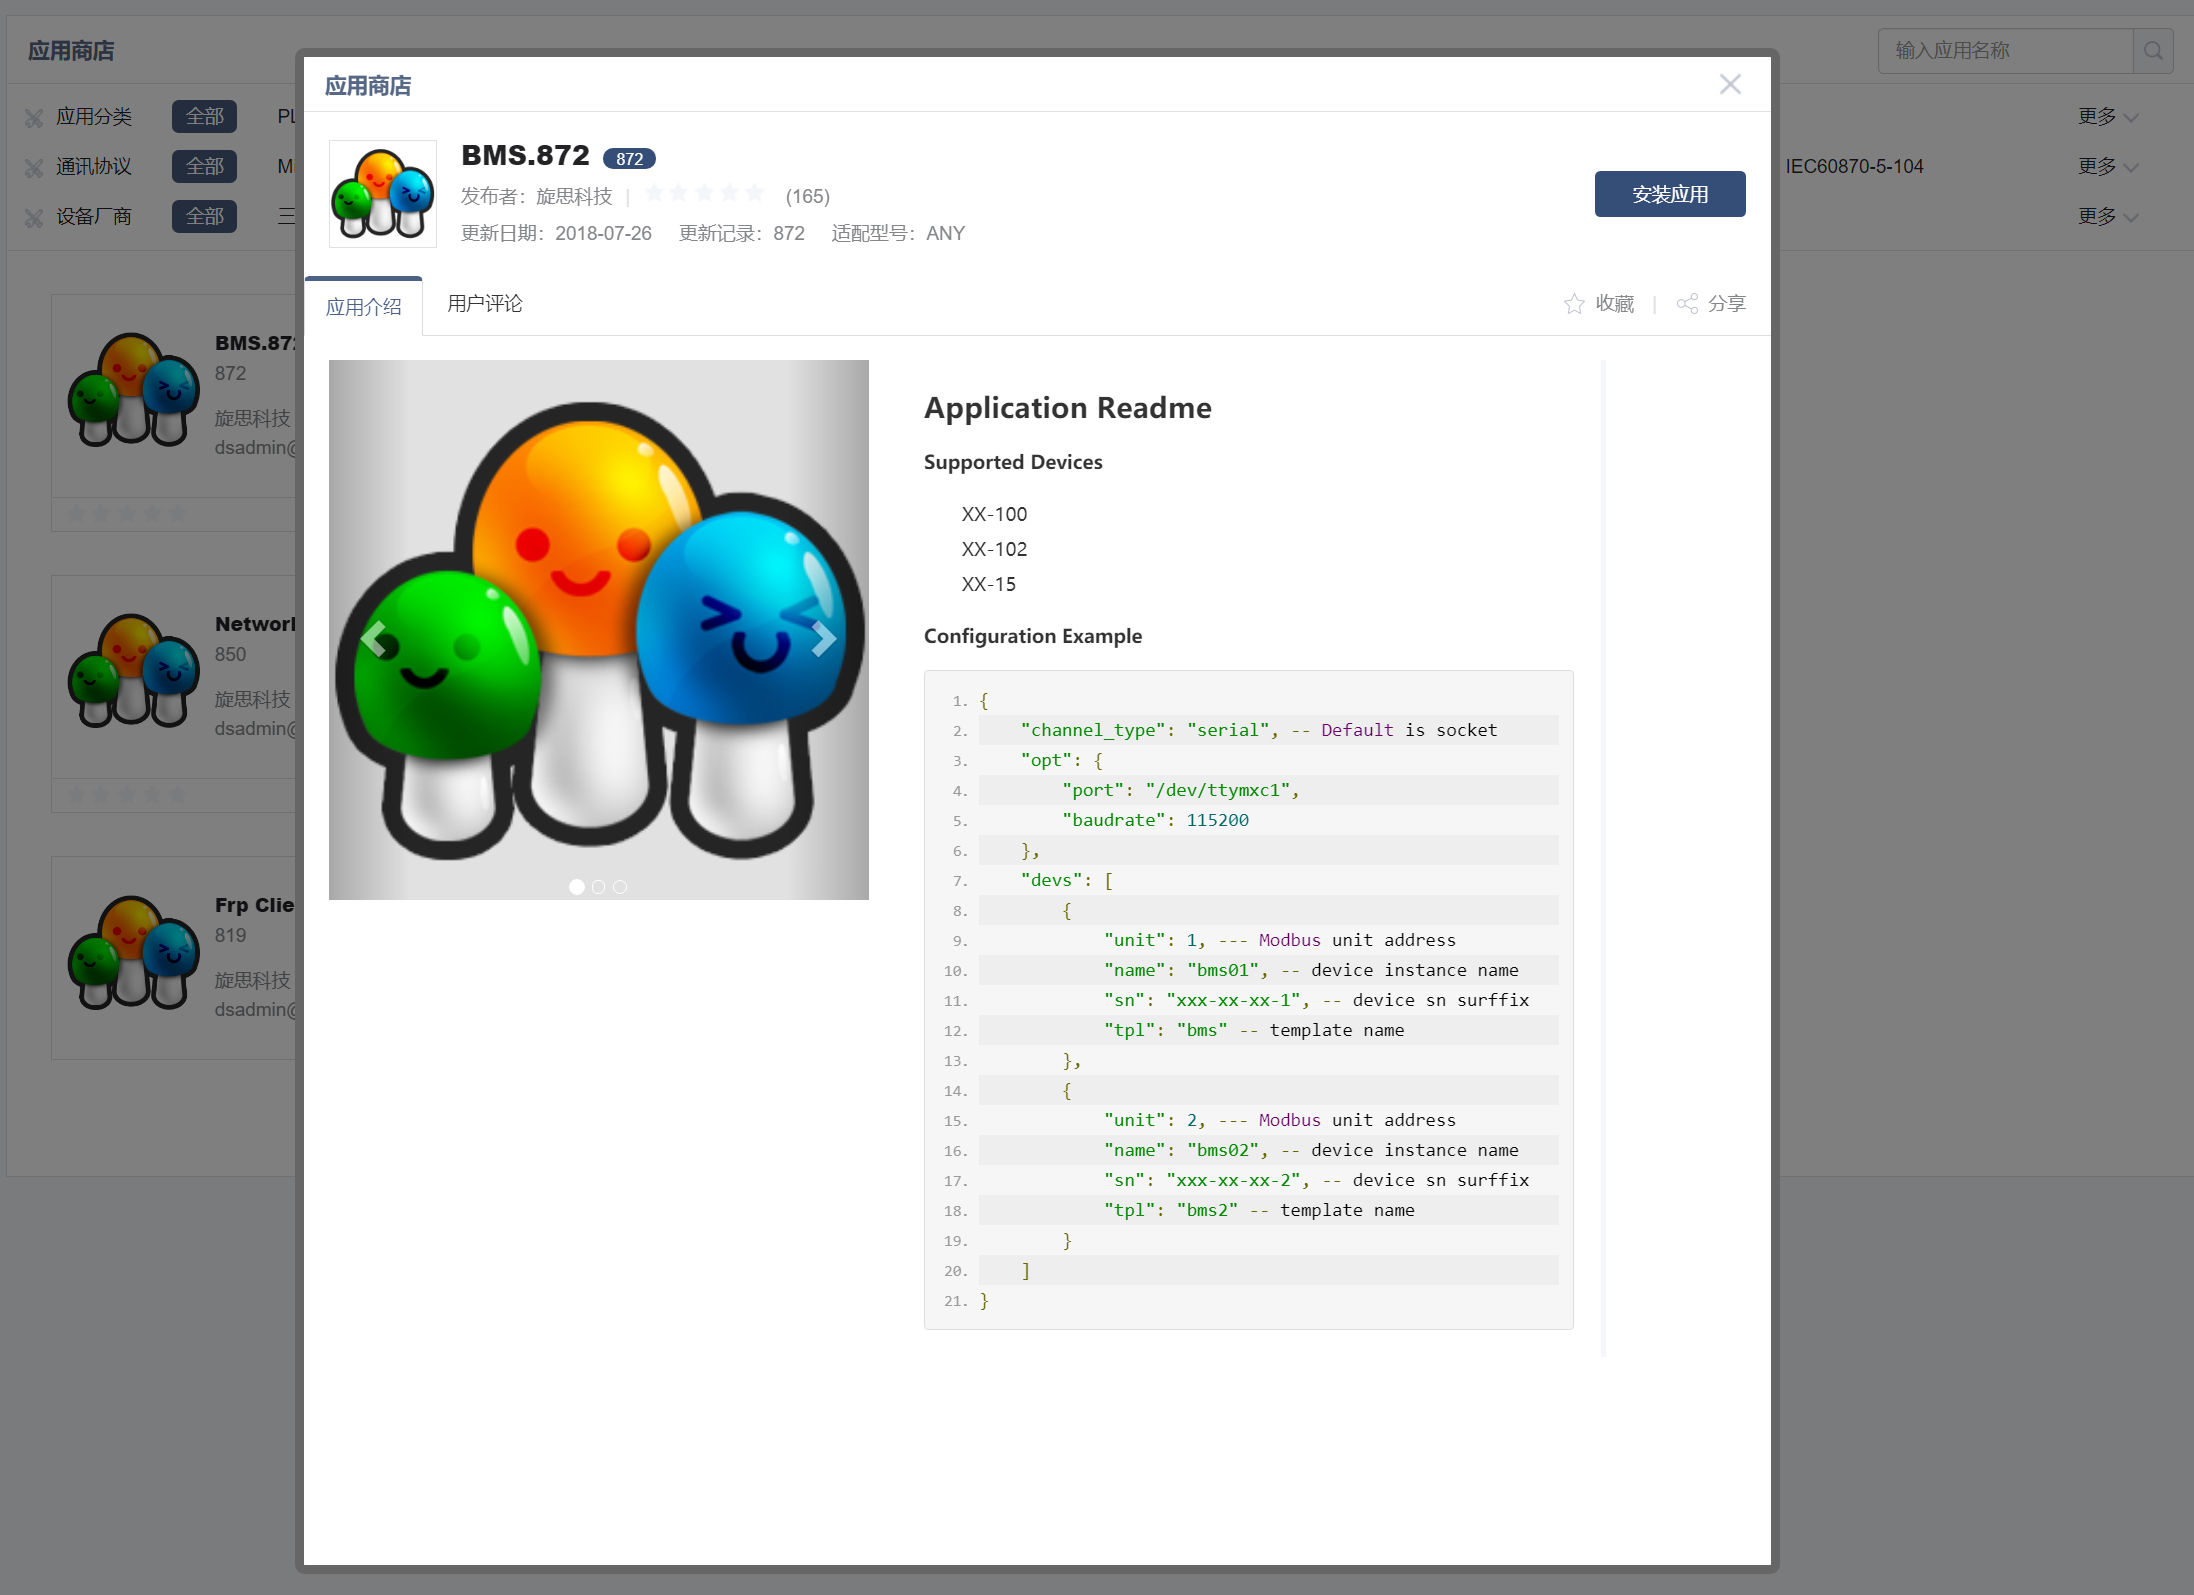 应用商店
输入应用名称
应用分类 全部 PL 更多
通讯协议 全部 Mi IEC60870-5-104 更多
设备厂商 全部 三 更多
BMS.872
872
旋思科技
dsadmin@
Network
850
旋思科技
dsadmin@
Frp Clie
819
旋思科技
dsadmin@
应用商店
BMS.872 872
发布者：旋思科技 | (165)
更新日期：2018-07-26 更新记录：872 适配型号：ANY
安装应用
应用介绍 用户评论 收藏 | 分享
Application Readme
Supported Devices
XX-100
XX-102
XX-15
Configuration Example
1. {
2. "channel_type": "serial", -- Default is socket
3. "opt": {
4. "port": "/dev/ttymxc1",
5. "baudrate": 115200
6. },
7. "devs": [
8. {
9. "unit": 1, --- Modbus unit address
10. "name": "bms01", -- device instance name
11. "sn": "xxx-xx-xx-1", -- device sn surffix
12. "tpl": "bms" -- template name
13. },
14. {
15. "unit": 2, --- Modbus unit address
16. "name": "bms02", -- device instance name
17. "sn": "xxx-xx-xx-2", -- device sn surffix
18. "tpl": "bms2" -- template name
19. }
20. ]
21. }